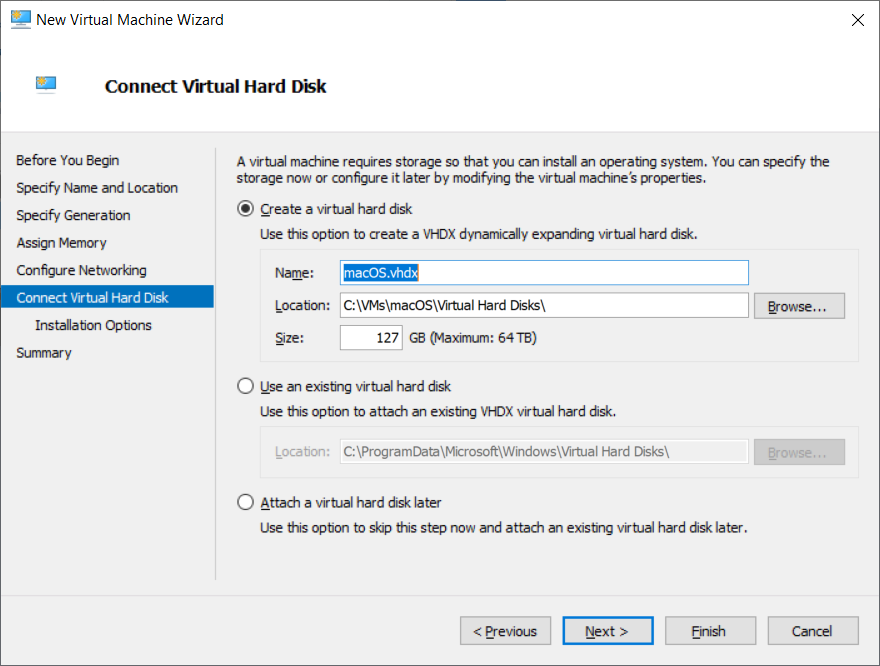 New Virtual Machine Wizard
Connect Virtual Hard Disk
Before You Begin
Specify Name and Location
Specify Generation
Assign Memory
Configure Networking
Connect Virtual Hard Disk
Installation Options
Summary
A virtual machine requires storage so that you can install an operating system. You can specify the
storage now or configure it later by modifying the virtual machine's properties.
Create a virtual hard disk
Use this option to create a VHDX dynamically expanding virtual hard disk.
Name: macOS.vhdx
Location: C:\VMs\macOS\Virtual Hard Disks\ Browse...
Size: 127 GB (Maximum: 64 TB)
Use an existing virtual hard disk
Use this option to attach an existing VHDX virtual hard disk.
Location: C:\ProgramData\Microsoft\Windows\Virtual Hard Disks\ Browse...
Attach a virtual hard disk later
Use this option to skip this step now and attach an existing virtual hard disk later.
< Previous Next > Finish Cancel